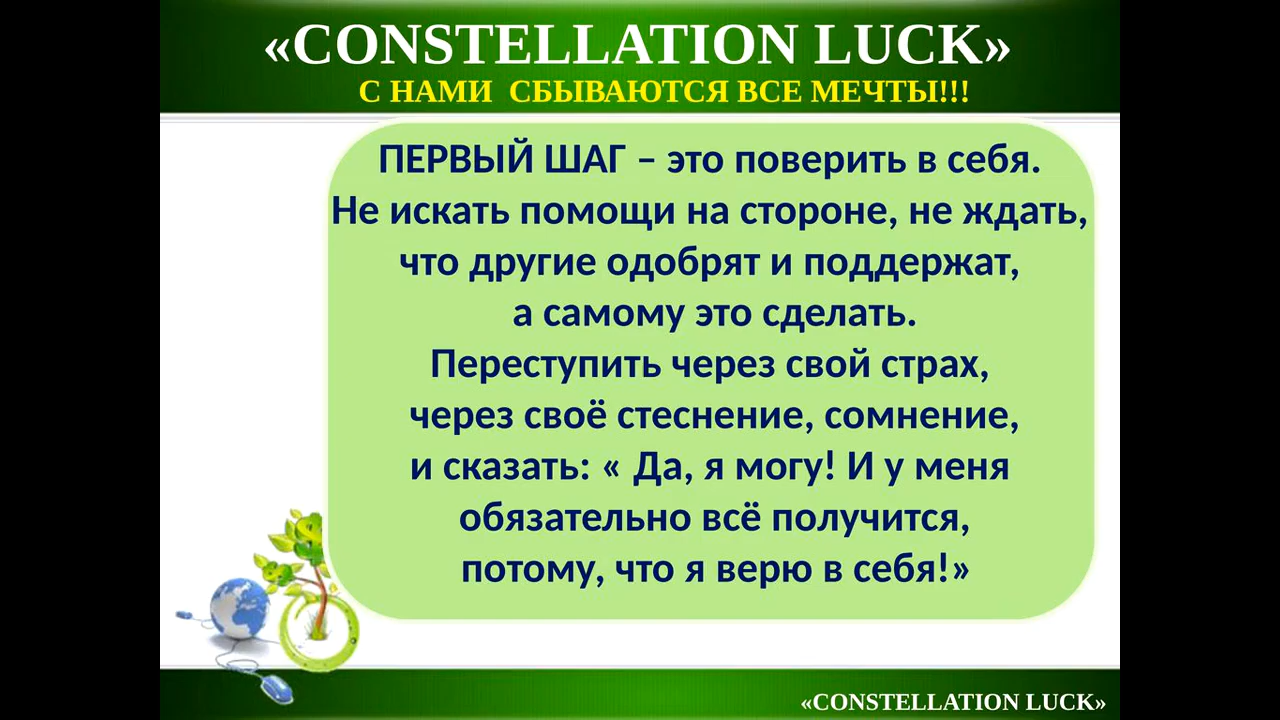 «CONSTELLATION LUCK»
С НАМИ СБЫВАЮТСЯ ВСЕ МЕЧТЫ!!!
ПЕРВЫЙ ШАГ – это поверить в себя.
Не искать помощи на стороне, не ждать,
что другие одобрят и поддержат,
а самому это сделать.
Переступить через свой страх,
через своё стеснение, сомнение,
и сказать: « Да, я могу! И у меня
обязательно всё получится,
потому, что я верю в себя!»
«CONSTELLATION LUCK»